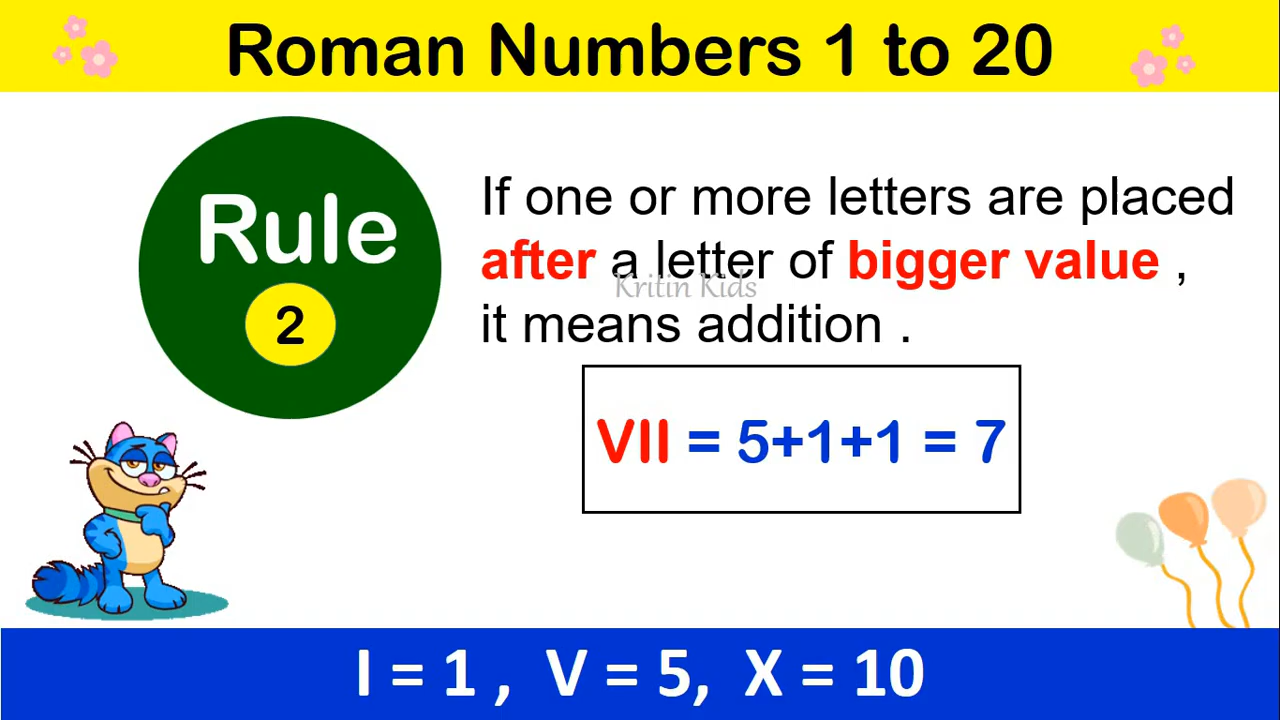 Roman Numbers 1 to 20
Rule
2
If one or more letters are placed
after a letter of bigger value ,
Kritin Kids
it means addition .
VII = 5+1+1 = 7
I = 1 , V = 5, X = 10